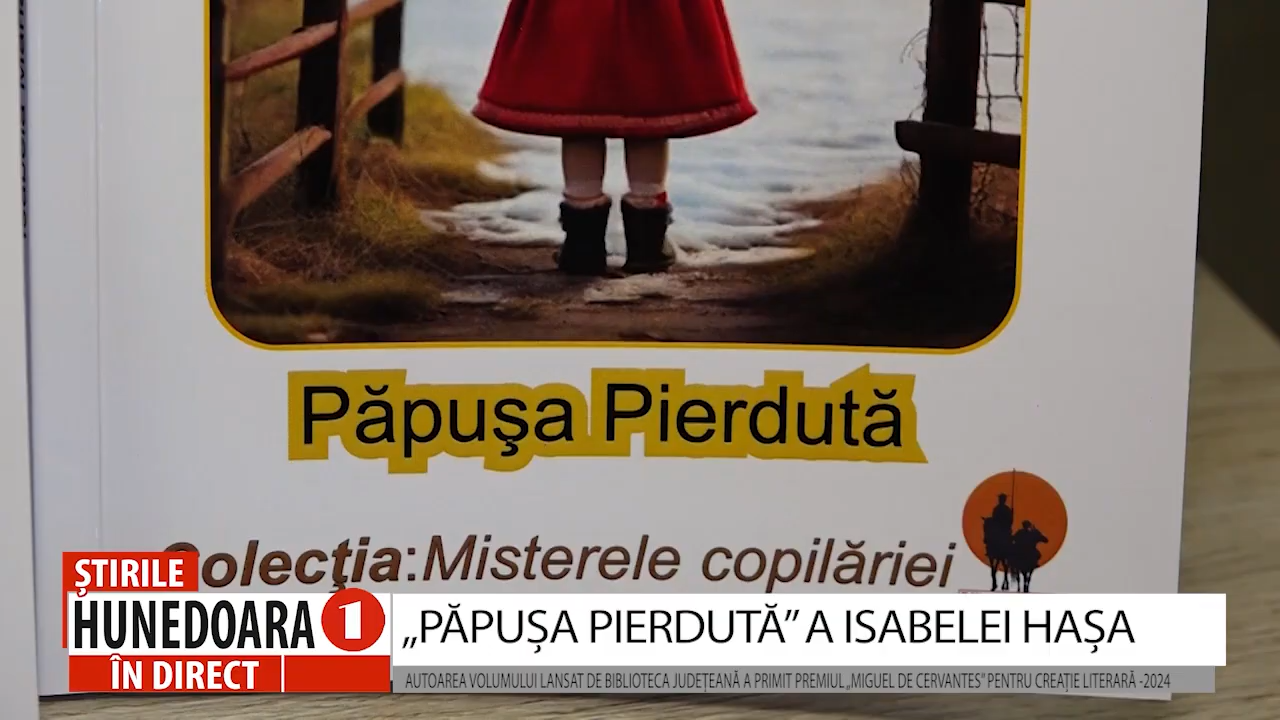 Păpuşa Pierdută
Colecţia:Misterele copilăriei
ȘTIRILE
HUNEDOARA 1
ÎN DIRECT
„PĂPUȘA PIERDUTĂ” A ISABELEI HAȘA
AUTOAREA VOLUMULUI LANSAT DE BIBLIOTECA JUDEȚEANĂ A PRIMIT PREMIUL „MIGUEL DE CERVANTES” PENTRU CREAȚIE LITERARĂ -2024